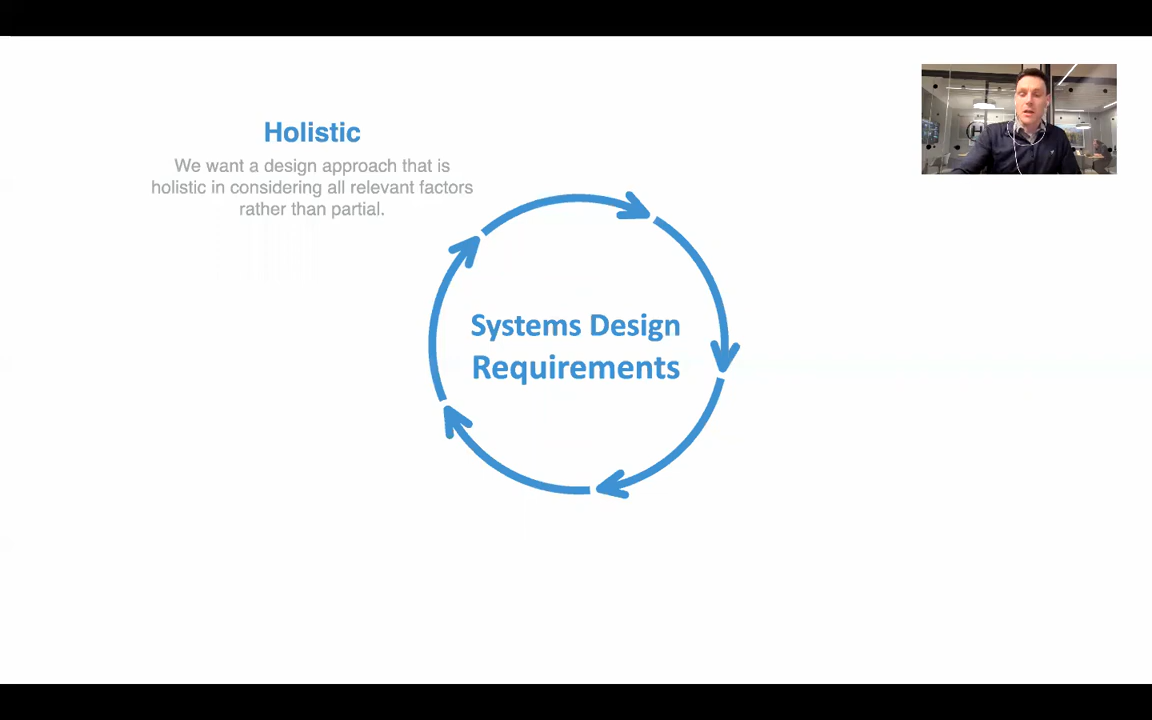 Holistic
We want a design approach that is
holistic in considering all relevant factors
rather than partial.
Systems Design
Requirements